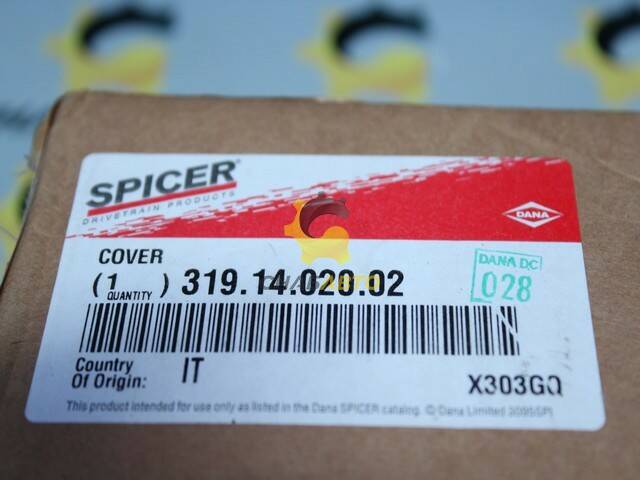 SPICER®
DRIVETRAIN PRODUCTS
DANA
COVER
DANA DC
028
(1 ) 319.14.020.02
QUANTITY
Country
Of Origin:
IT
This product intended for use only as listed in the Dana SPICER catalog. © Dana Limited